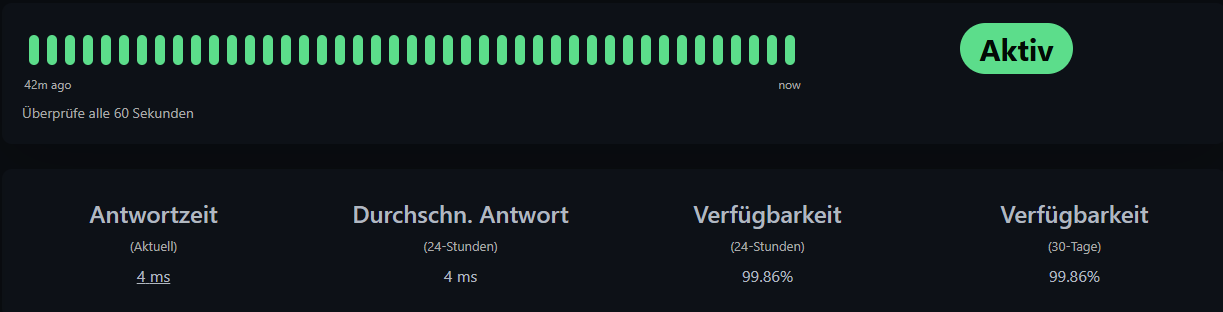 Aktiv
42m ago now
Überprüfe alle 60 Sekunden
Antwortzeit Durchschn. Antwort Verfügbarkeit Verfügbarkeit
(Aktuell) (24-Stunden) (24-Stunden) (30-Tage)
4 ms 4 ms 99.86% 99.86%